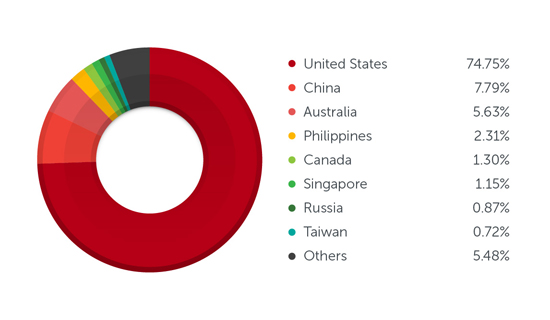 United States 74.75%
China 7.79%
Australia 5.63%
Philippines 2.31%
Canada 1.30%
Singapore 1.15%
Russia 0.87%
Taiwan 0.72%
Others 5.48%